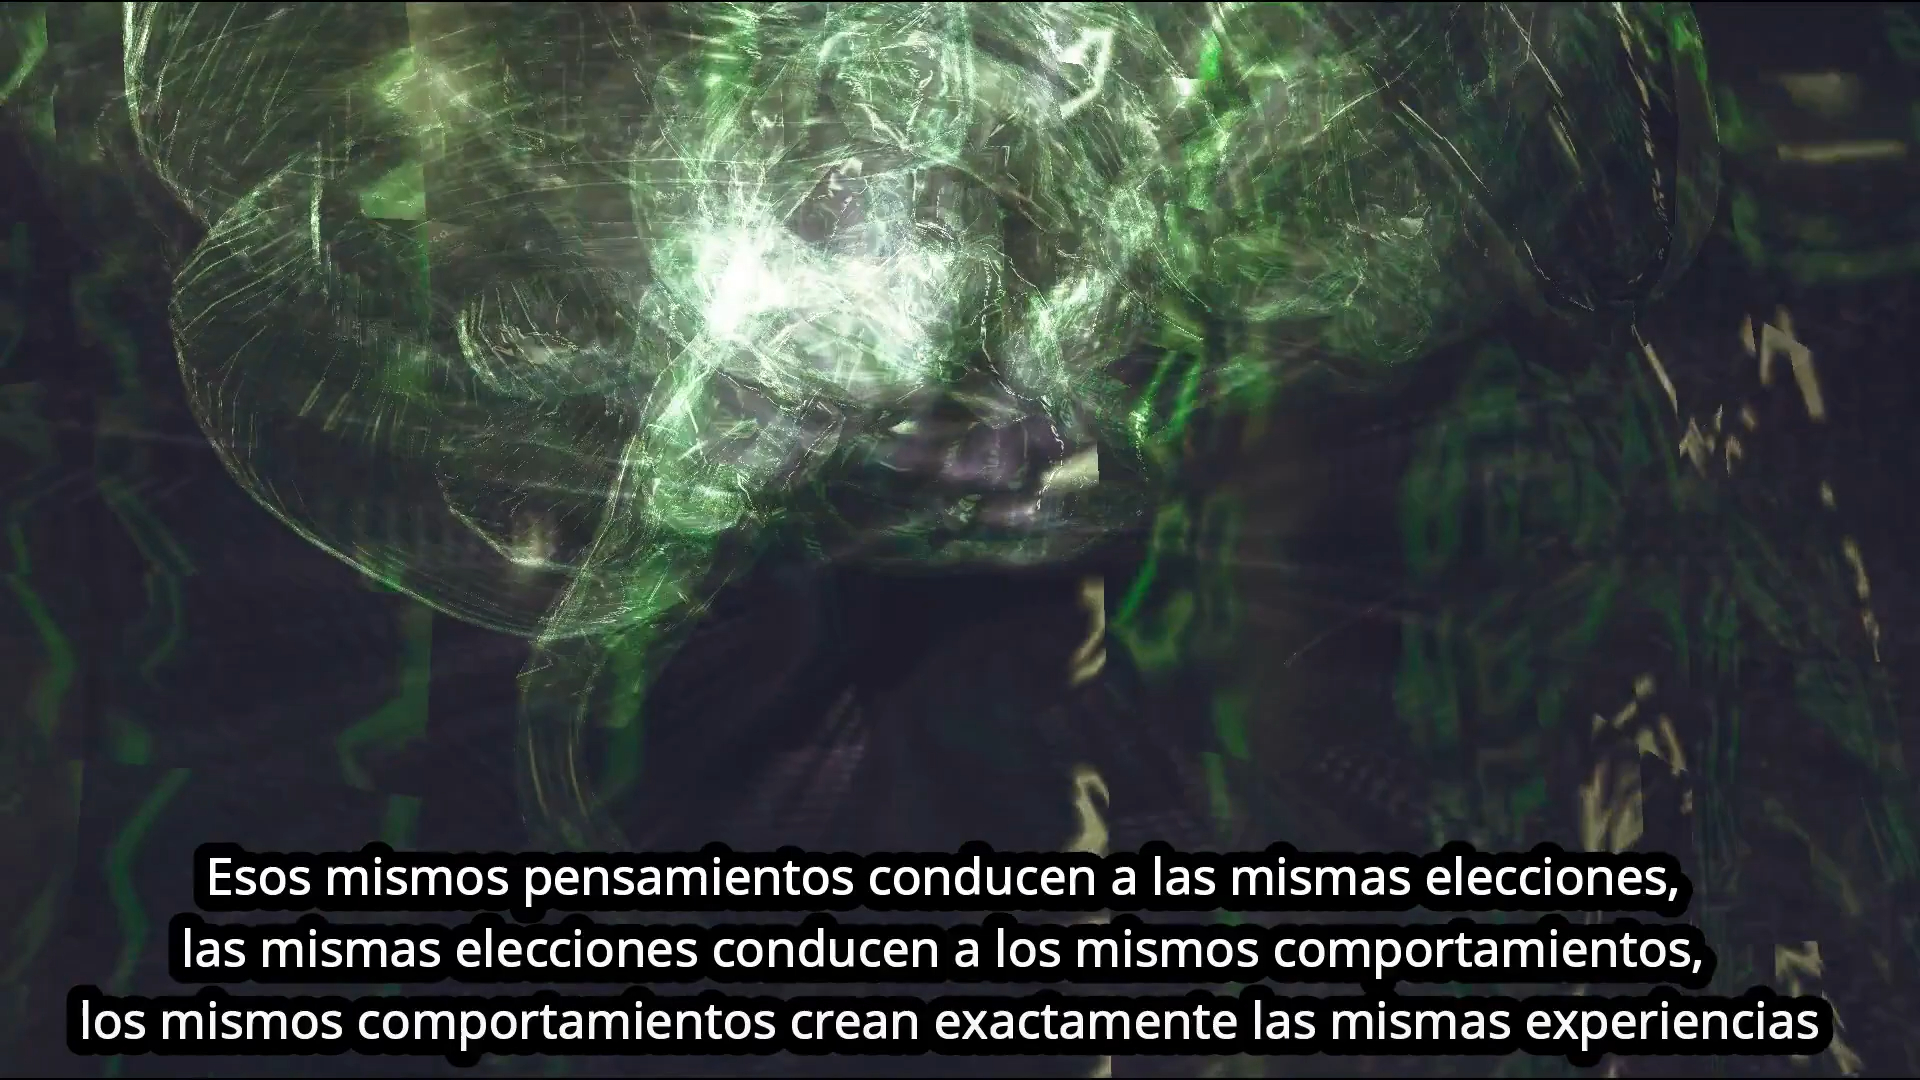 Esos mismos pensamientos conducen a las mismas elecciones,
las mismas elecciones conducen a los mismos comportamientos,
los mismos comportamientos crean exactamente las mismas experiencias